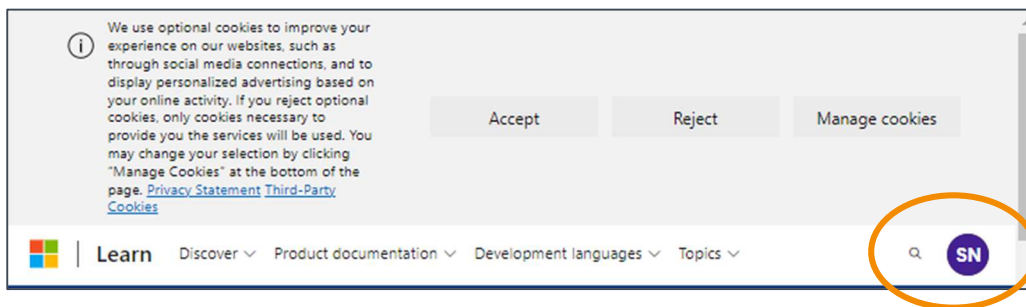 We use optional cookies to improve your
experience on our websites, such as
through social media connections, and to
display personalized advertising based on
your online activity. If you reject optional
cookies, only cookies necessary to
provide you the services will be used. You
may change your selection by clicking
"Manage Cookies" at the bottom of the
page. Privacy Statement Third-Party
Cookies
Accept Reject Manage cookies
Learn Discover Product documentation Development languages Topics SN